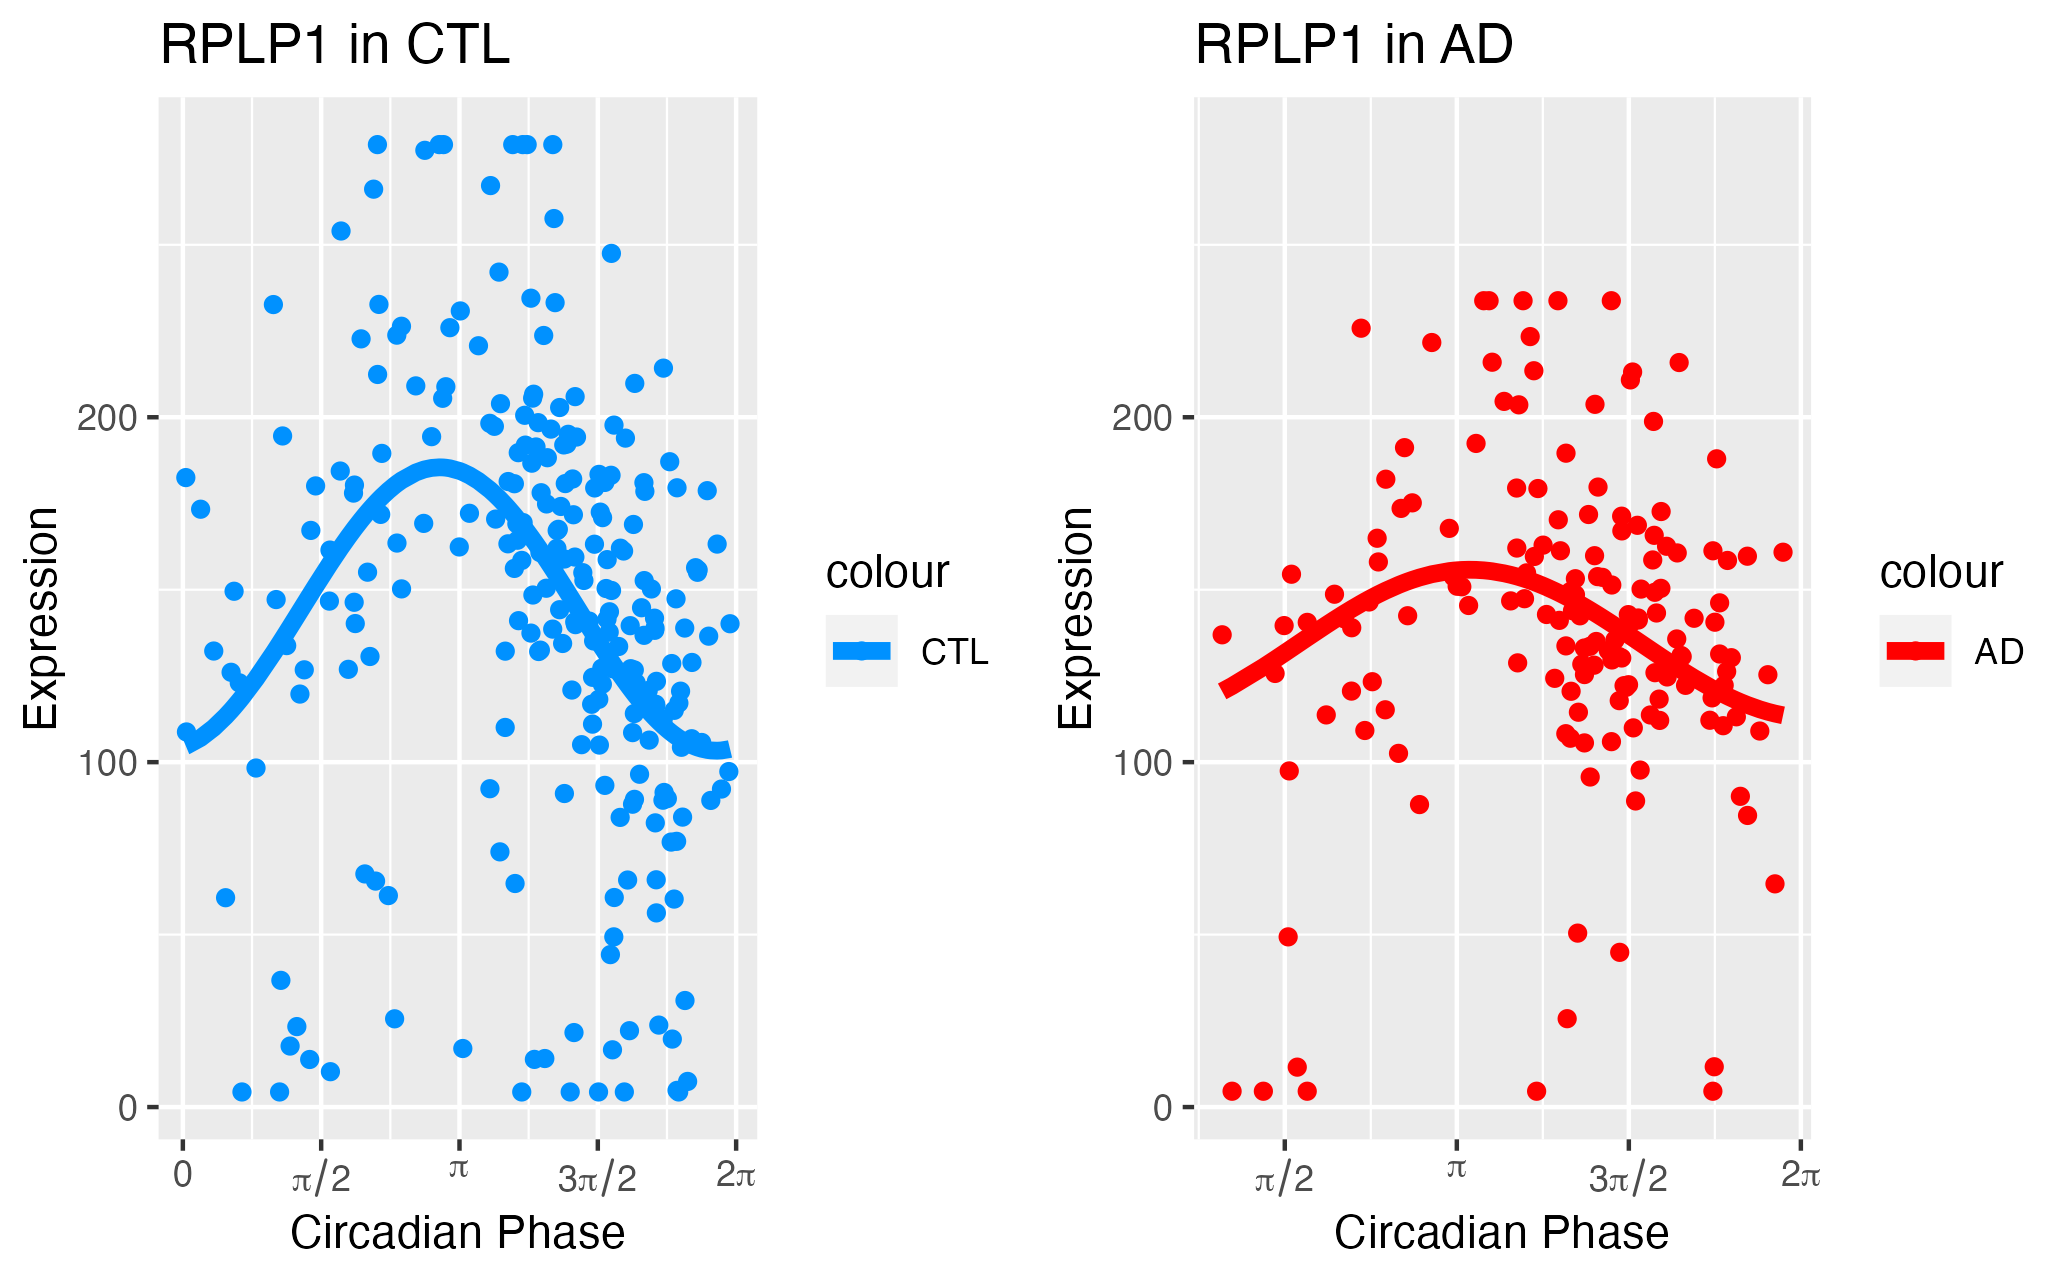 RPLP1 in CTL
Expression
200
100
0
0 π/2 π 3π/2 2π
Circadian Phase
colour
CTL
RPLP1 in AD
Expression
200
100
0
π/2 π 3π/2 2π
Circadian Phase
colour
AD